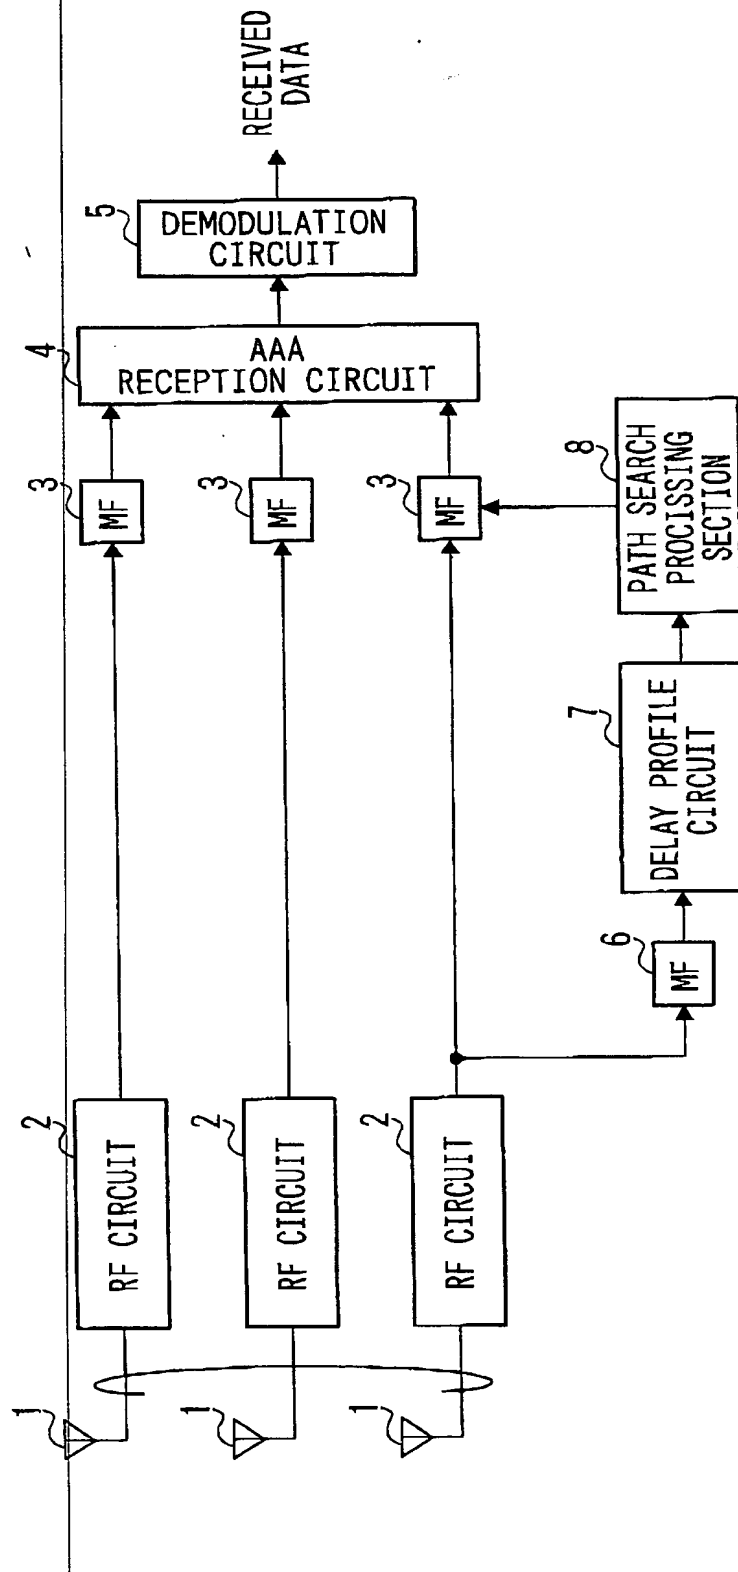 1
2
RF CIRCUIT
3
MF
4
AAA
RECEPTION CIRCUIT
5
DEMODULATION
CIRCUIT
RECEIVED
DATA
1
2
RF CIRCUIT
3
MF
1
2
RF CIRCUIT
3
MF
6
MF
7
DELAY PROFILE
CIRCUIT
8
PATH SEARCH
PROCISSING
SECTION